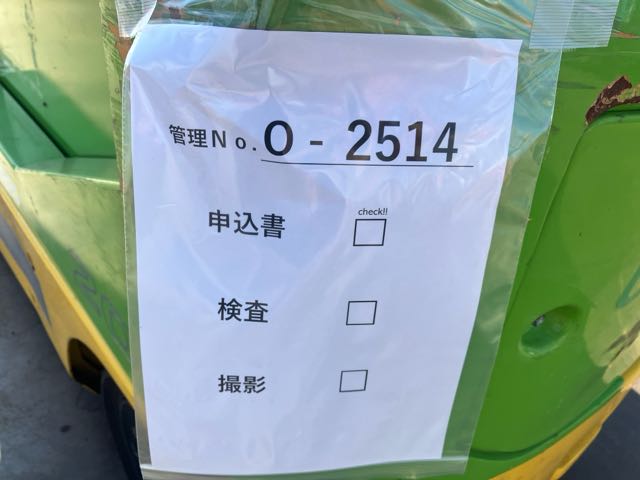 管理No. O - 2514
check!!
申込書 □
検査 □
撮影 □